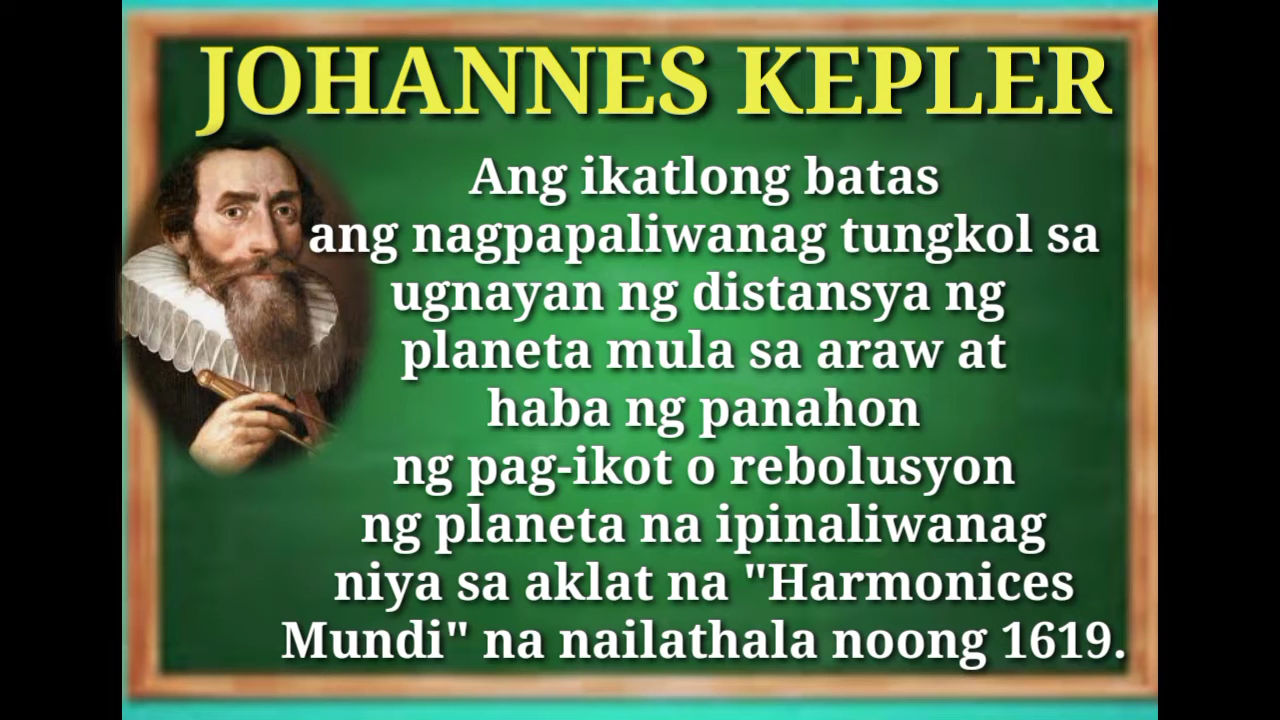 JOHANNES KEPLER
Ang ikatlong batas
ang nagpapaliwanag tungkol sa
ugnayan ng distansya ng
planeta mula sa araw at
haba ng panahon
ng pag-ikot o rebolusyon
ng planeta na ipinaliwanag
niya sa aklat na "Harmonices
Mundi" na nailathala noong 1619.